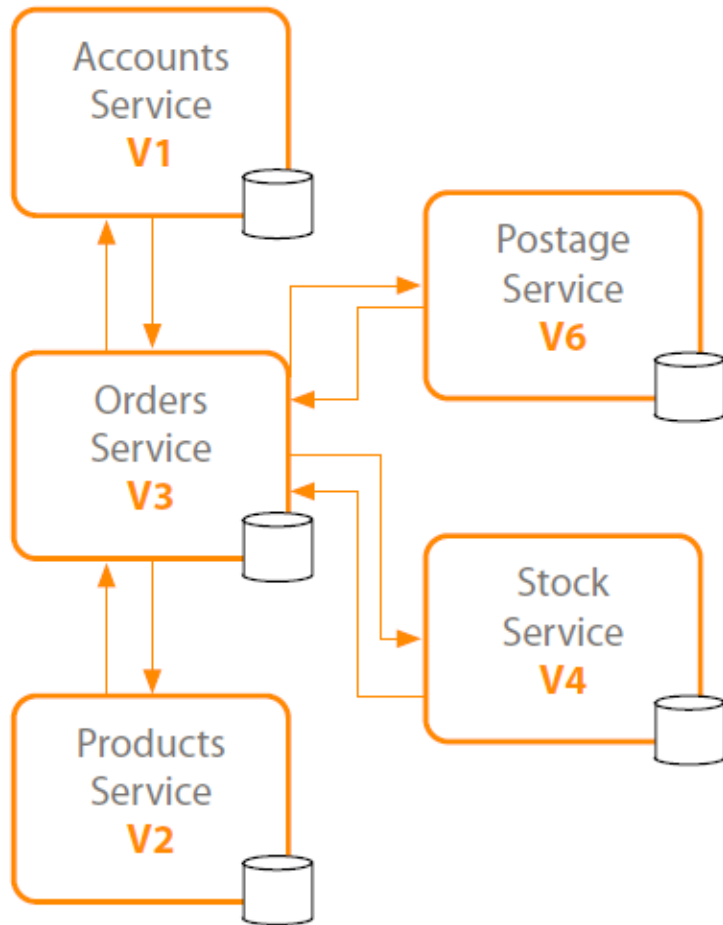 Accounts
Service
V1
Postage
Service
V6
Orders
Service
V3
Stock
Service
V4
Products
Service
V2